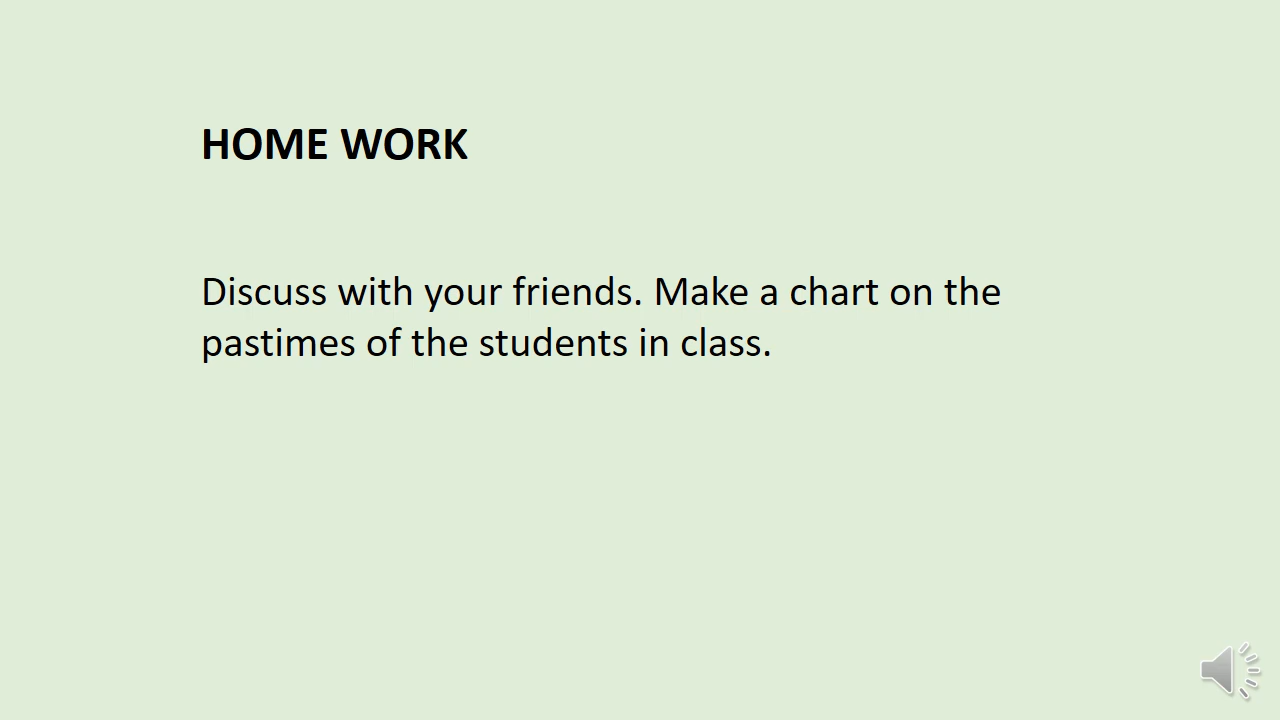 HOME WORK
Discuss with your friends. Make a chart on the
pastimes of the students in class.